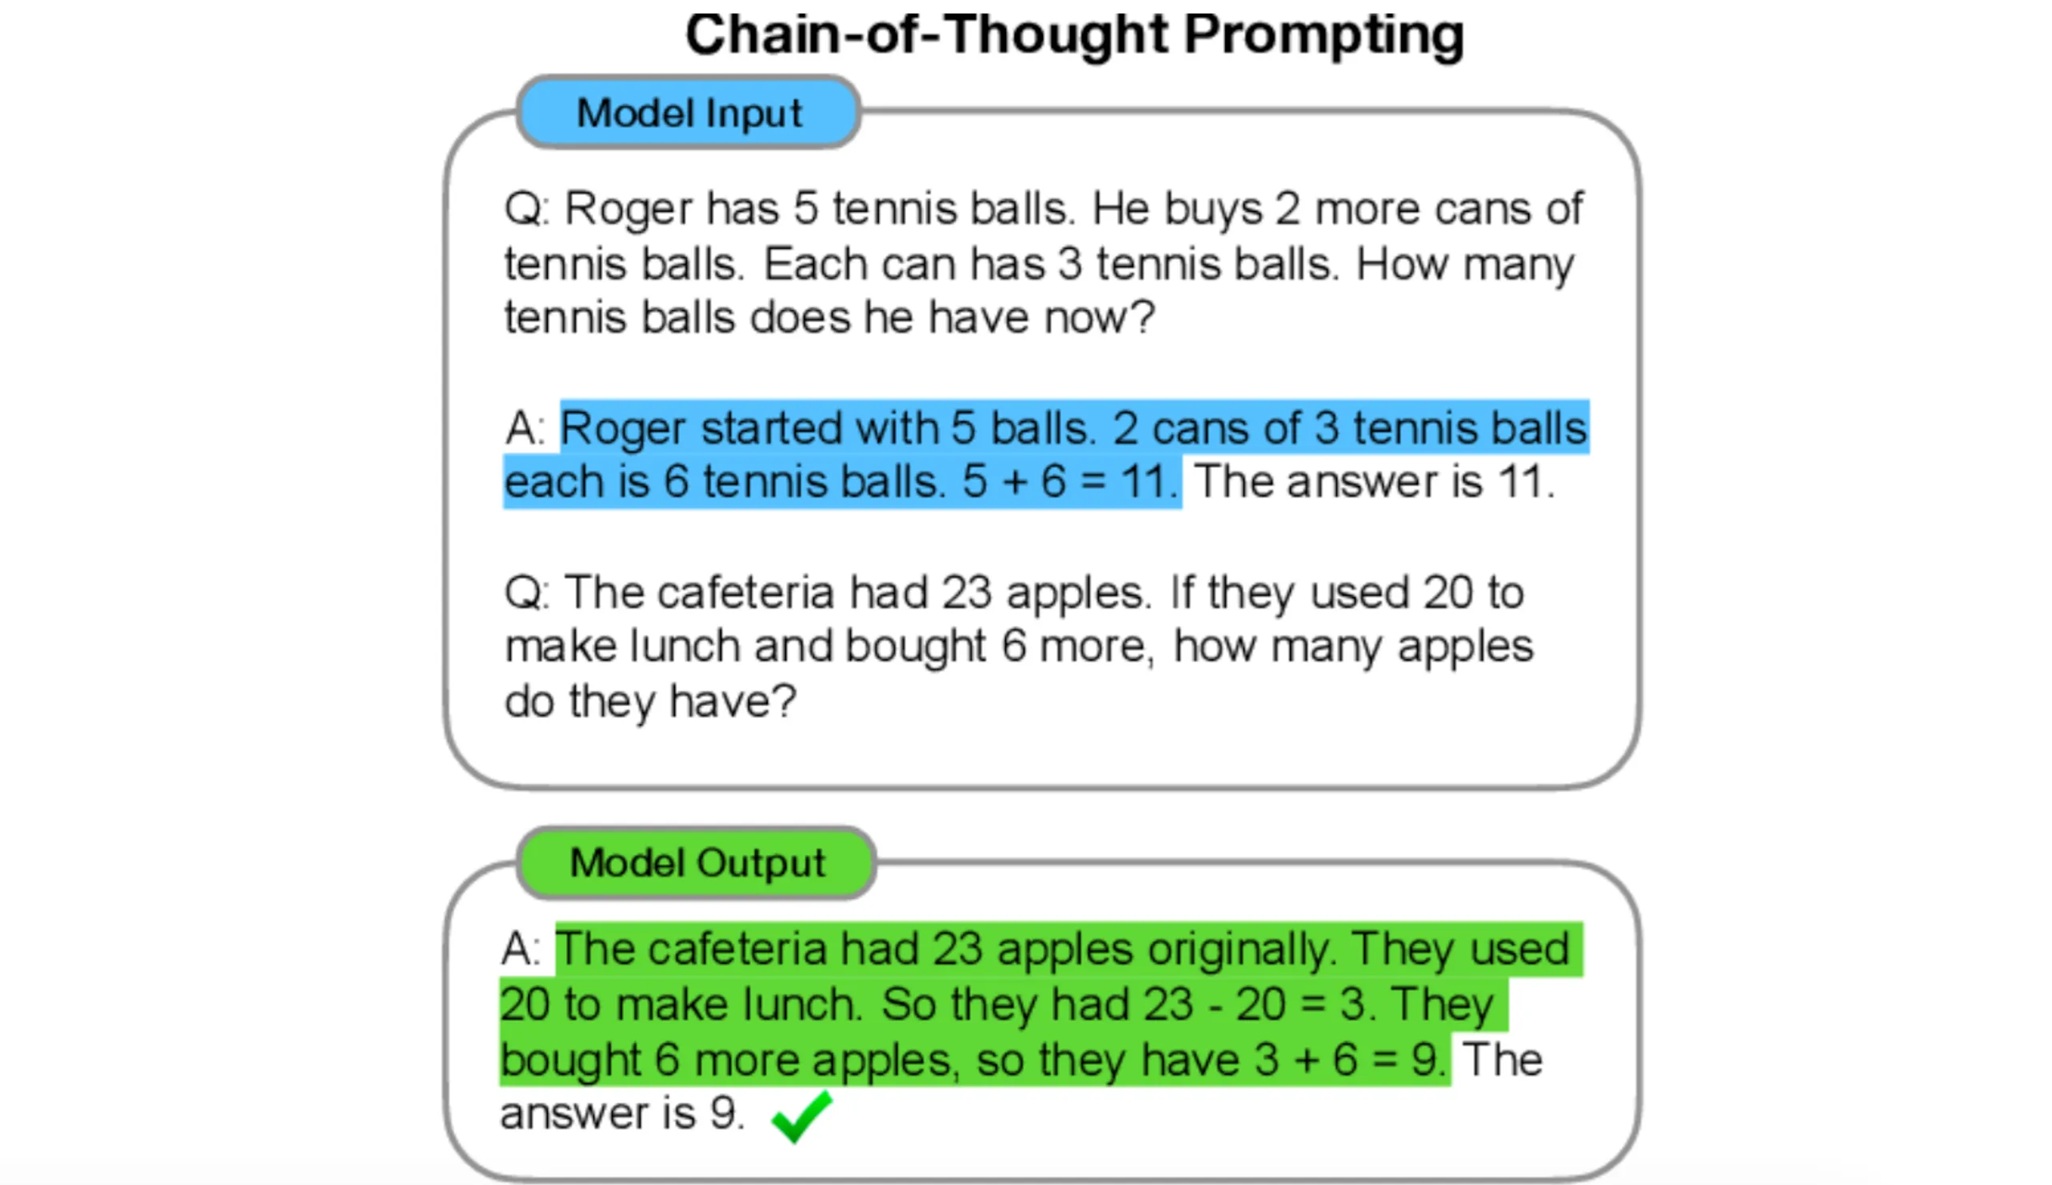 Chain-of-Thought Prompting
Model Input
Q: Roger has 5 tennis balls. He buys 2 more cans of
tennis balls. Each can has 3 tennis balls. How many
tennis balls does he have now?
A: Roger started with 5 balls. 2 cans of 3 tennis balls
each is 6 tennis balls. 5 + 6 = 11. The answer is 11.
Q: The cafeteria had 23 apples. If they used 20 to
make lunch and bought 6 more, how many apples
do they have?
Model Output
A: The cafeteria had 23 apples originally. They used
20 to make lunch. So they had 23 - 20 = 3. They
bought 6 more apples, so they have 3 + 6 = 9. The
answer is 9.